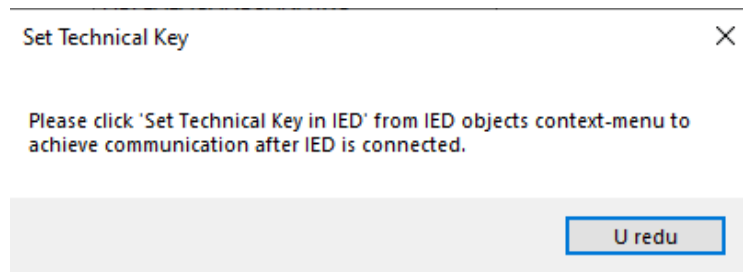 Set Technical Key
Please click 'Set Technical Key in IED' from IED objects context-menu to
achieve communication after IED is connected.
U redu